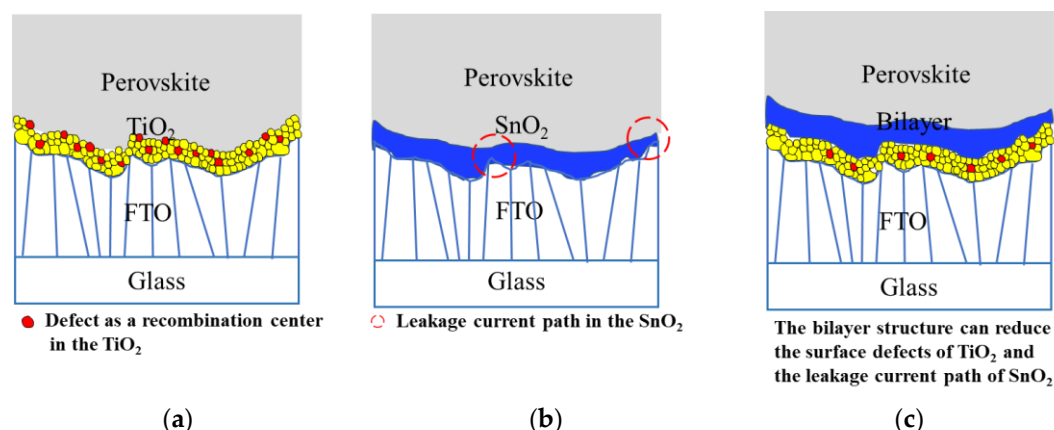 Perovskite
TiO₂
FTO
Glass
Defect as a recombination center
in the TiO₂
(a)
Perovskite
SnO₂
FTO
Glass
Leakage current path in the SnO₂
(b)
Perovskite
Bilayer
FTO
Glass
The bilayer structure can reduce
the surface defects of TiO₂ and
the leakage current path of SnO₂
(c)